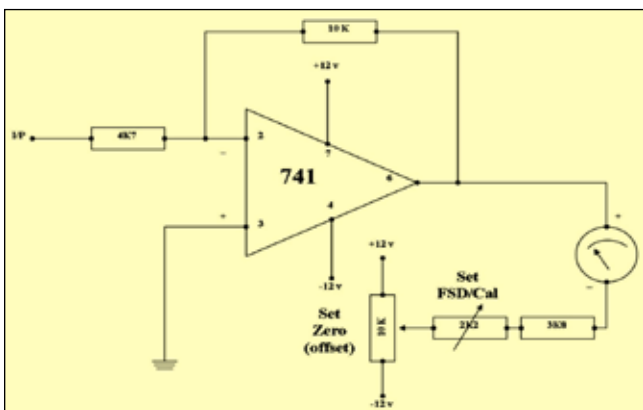 10 K
+12 v
I/P
4K7
2
−
7
741
6
4
+
3
-12 v
+
−
+12 v
Set
FSD/Cal
Set
Zero
(offset)
10 K
2K2
3K8
-12 v